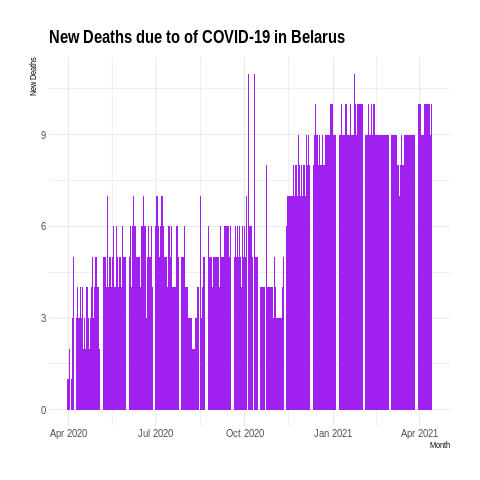 New Deaths due to of COVID-19 in Belarus
New Deaths
9
6
3
0
Apr 2020 Jul 2020 Oct 2020 Jan 2021 Apr 2021
Month